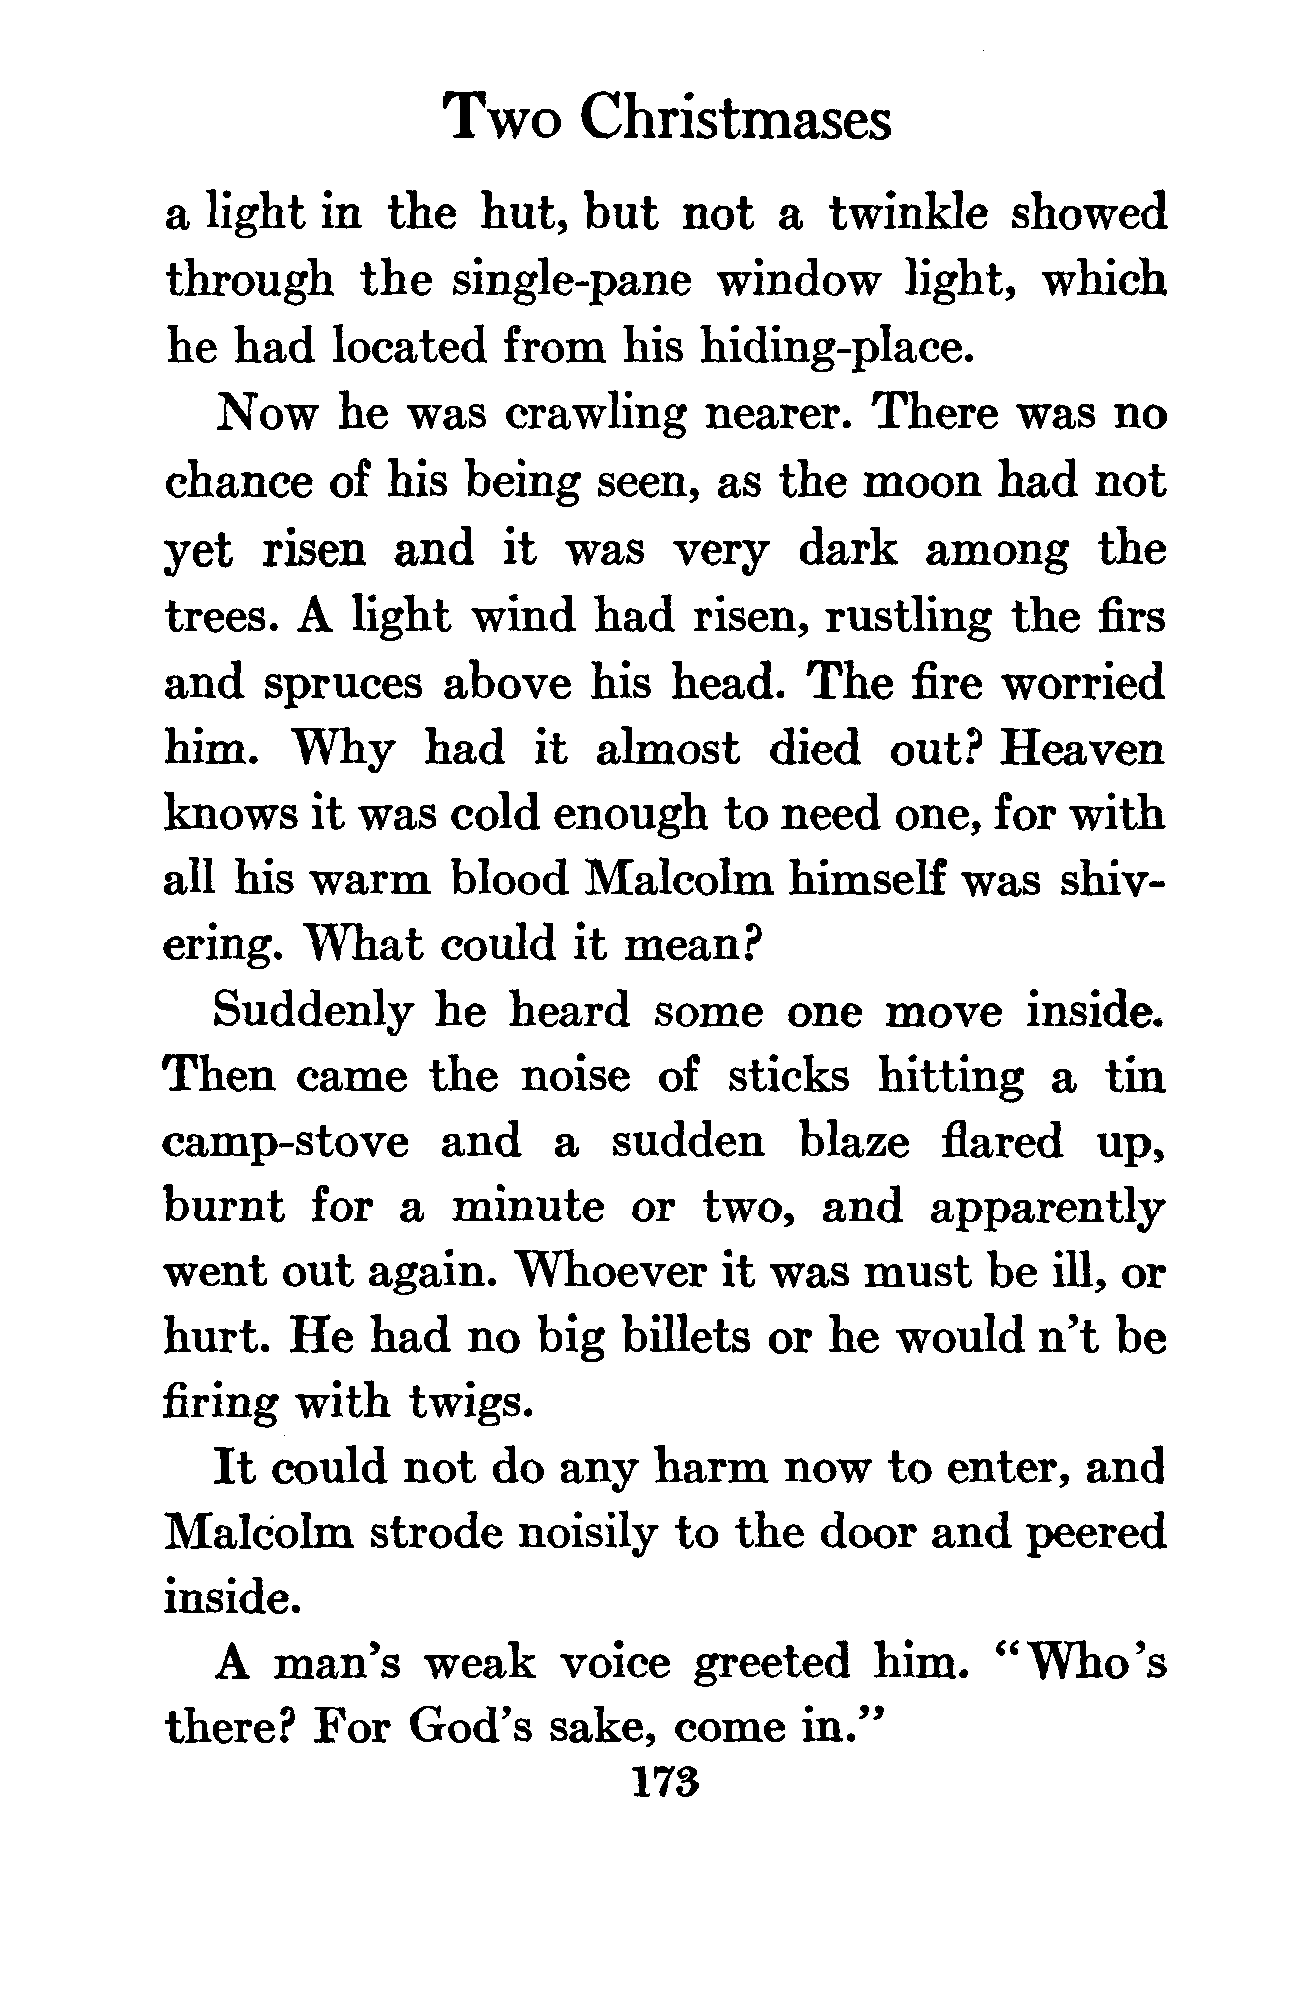 Two Christmases
a light in the hut, but not a twinkle showed
through the single-pane window light, which
he had located from his hiding-place.
Now he was crawling nearer. There was no
chance of his being seen, as the moon had not
yet risen and it was very dark among the
trees. A light wind had risen, rustling the firs
and spruces above his head. The fire worried
him. Why had it almost died out? Heaven
knows it was cold enough to need one, for with
all his warm blood Malcolm himself was shiv-
ering. What could it mean?
Suddenly he heard some one move inside.
Then came the noise of sticks hitting a tin
camp-stove and a sudden blaze flared up,
burnt for a minute or two, and apparently
went out again. Whoever it was must be ill, or
hurt. He had no big billets or he would n't be
firing with twigs.
It could not do any harm now to enter, and
Malcolm strode noisily to the door and peered
inside.
A man's weak voice greeted him. "Who's
there? For God's sake, come in."
173